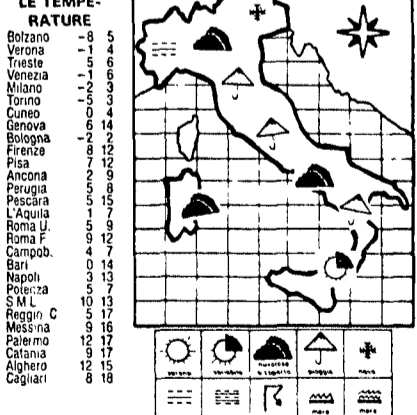 LE TEMPE-
RATURE
Bolzano -8 5
Verona -1 4
Trieste 5 6
Venezia -1 6
Milano -2 3
Torino -5 3
Cuneo 0 4
Genova 6 14
Bologna -2 2
Firenze 8 12
Pisa 7 12
Ancona 2 9
Perugia 5 8
Pescara 5 15
L'Aquila 1 7
Roma U. 5 9
Roma F 9 12
Campob. 4 7
Bari 0 14
Napoli 3 13
Potenza 5 7
S M L 10 13
Reggio C 5 17
Messina 9 16
Palermo 12 17
Catania 9 17
Alghero 12 15
Cagliari 8 18
sereno variabile nuvoloso pioggia neve
o coperto
mare mare